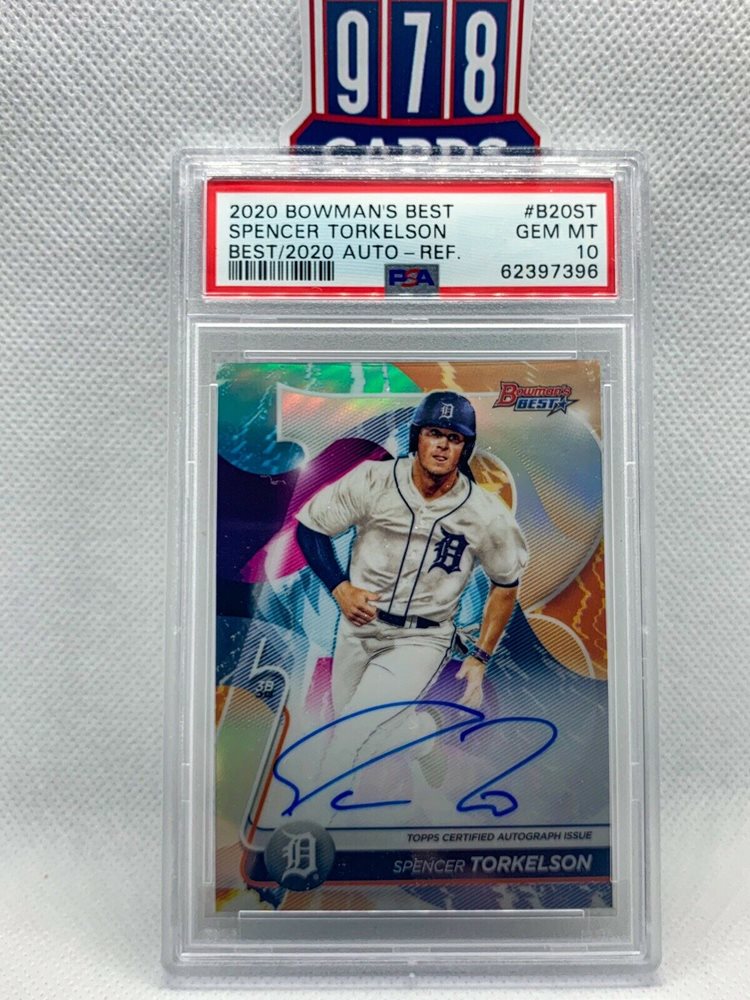 978
CARDS
2020 BOWMAN'S BEST #B20ST
SPENCER TORKELSON GEM MT
BEST/2020 AUTO-REF. 10
PSA 62397396
Bowman's
BEST
D
D
3B
TOPPS CERTIFIED AUTOGRAPH ISSUE
D
SPENCER TORKELSON